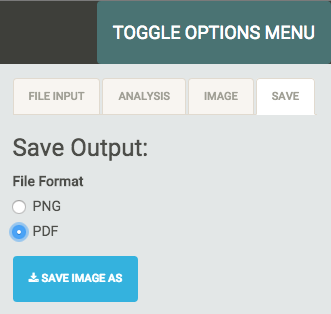 TOGGLE OPTIONS MENU
FILE INPUT ANALYSIS IMAGE SAVE
Save Output:
File Format
PNG
PDF
SAVE IMAGE AS